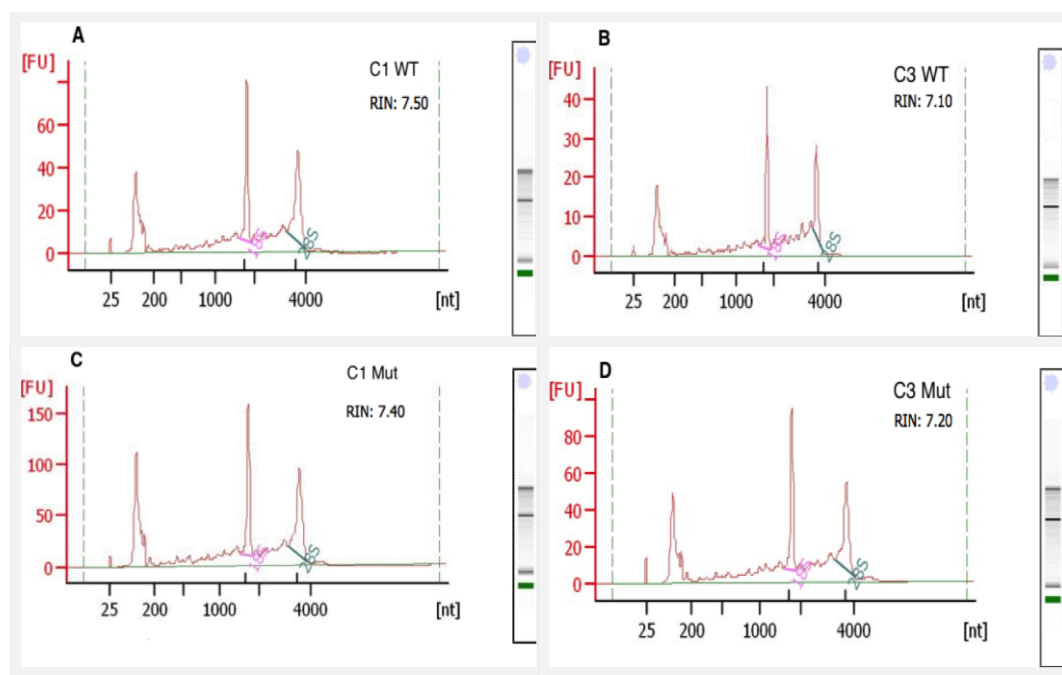 A
[FU]
C1 WT
RIN: 7.50
60
40
20
0
18S
28S
25 200 1000 4000 [nt]
B
[FU]
C3 WT
RIN: 7.10
40
30
20
10
0
18S
28S
25 200 1000 4000 [nt]
C
[FU]
C1 Mut
RIN: 7.40
150
100
50
0
18S
28S
25 200 1000 4000 [nt]
D
[FU]
C3 Mut
RIN: 7.20
80
60
40
20
0
18S
28S
25 200 1000 4000 [nt]